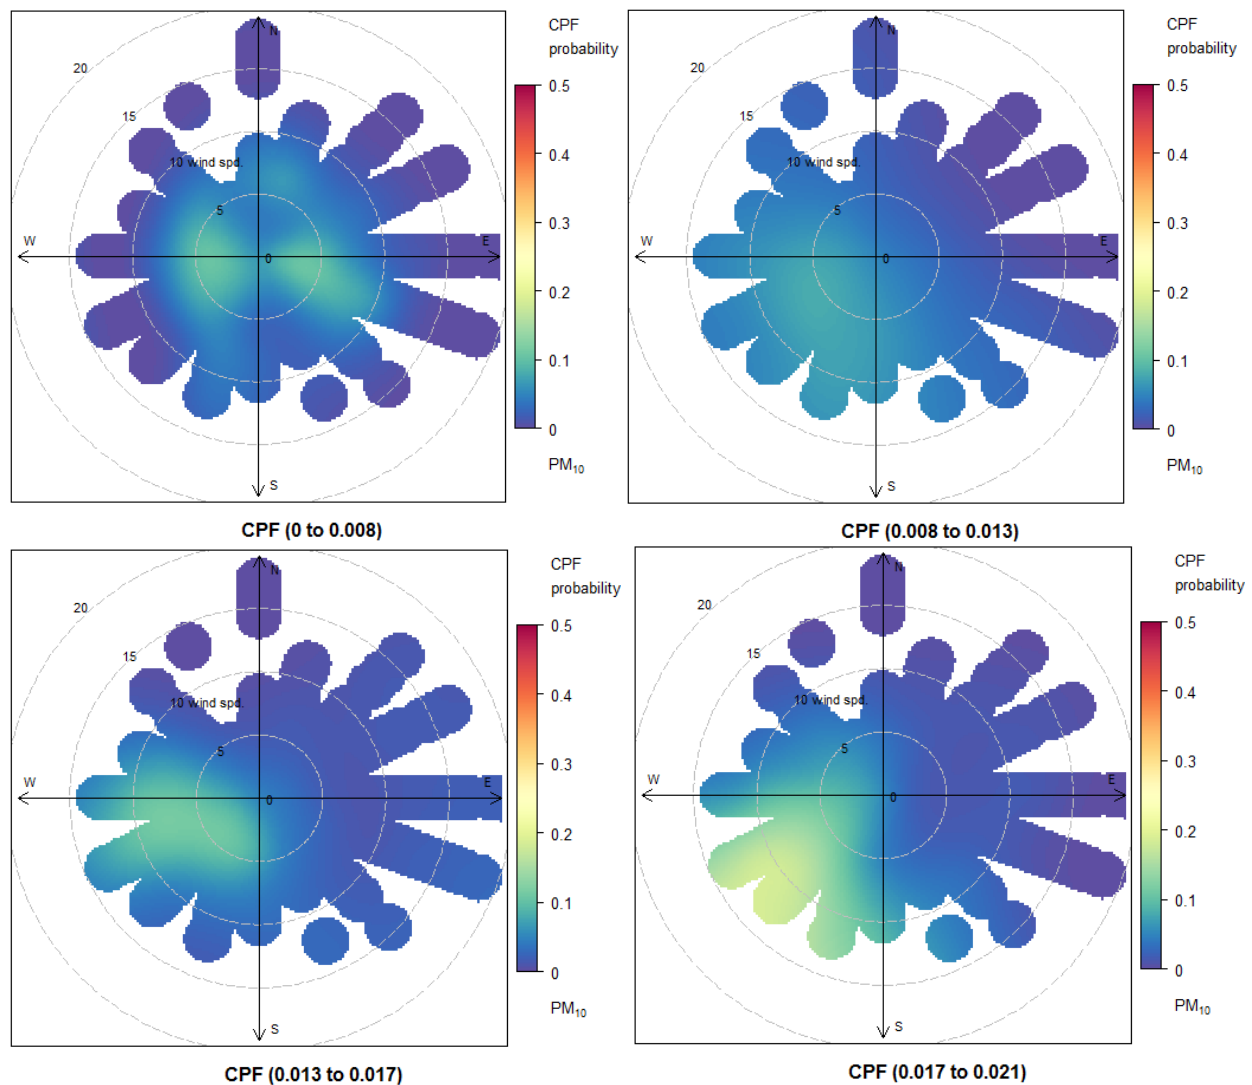 CPF
probability
N
20
15
10 wind spd.
5
W
0
E
S
0.5
0.4
0.3
0.2
0.1
0
PM10
CPF (0 to 0.008)
CPF
probability
N
20
15
10 wind spd.
5
W
0
E
S
0.5
0.4
0.3
0.2
0.1
0
PM10
CPF (0.008 to 0.013)
CPF
probability
N
20
15
10 wind spd.
5
W
0
E
S
0.5
0.4
0.3
0.2
0.1
0
PM10
CPF (0.013 to 0.017)
CPF
probability
N
20
15
10 wind spd.
5
W
0
E
S
0.5
0.4
0.3
0.2
0.1
0
PM10
CPF (0.017 to 0.021)